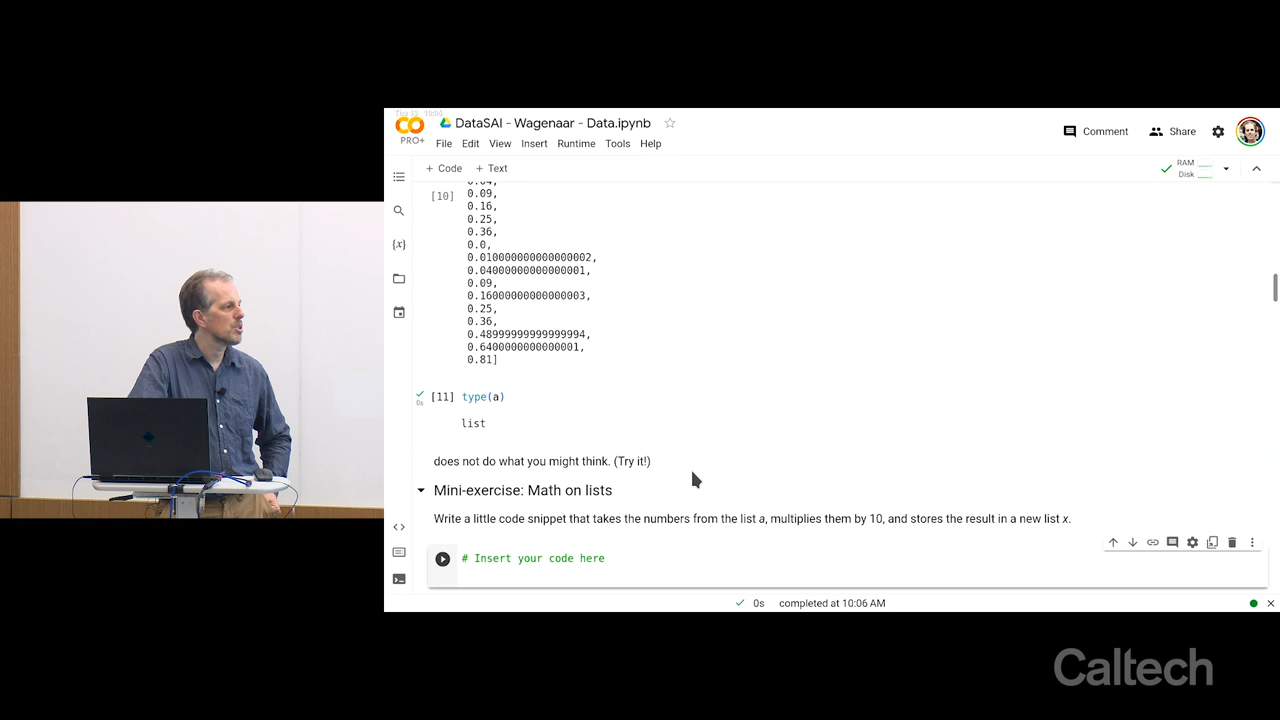 DataSAI - Wagenaar - Data.ipynb
PRO+
File Edit View Insert Runtime Tools Help
Comment
Share
+ Code + Text
RAM
Disk
[10]
0.09,
0.16,
0.25,
0.36,
0.0,
0.010000000000000002,
0.04000000000000001,
0.09,
0.16000000000000003,
0.25,
0.36,
0.48999999999999994,
0.6400000000000001,
0.81]
0s
[11] type(a)
list
does not do what you might think. (Try it!)
Mini-exercise: Math on lists
Write a little code snippet that takes the numbers from the list a, multiplies them by 10, and stores the result in a new list x.
# Insert your code here
0s completed at 10:06 AM
Caltech